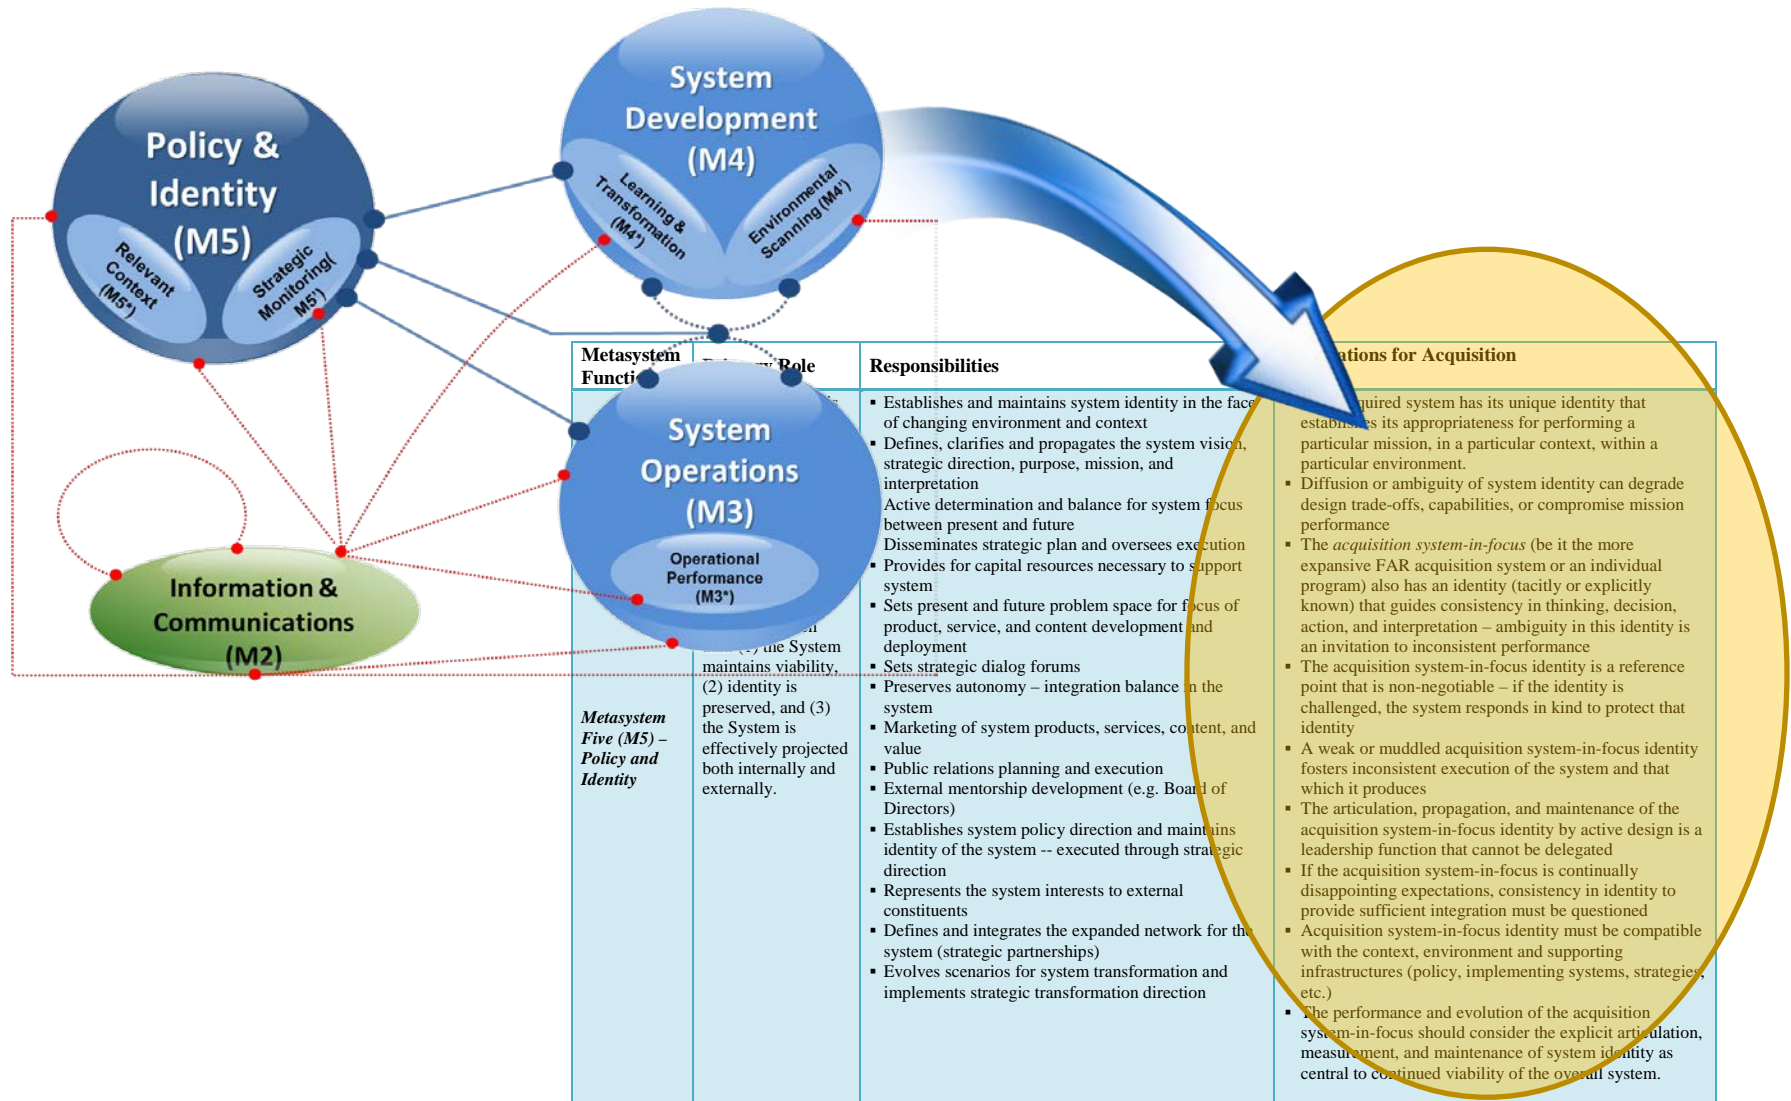 Policy &
Identity
(M5)
Relevant
Context
(M5*)
Strategic
Monitoring(
M5')
System
Development
(M4)
Learning &
Transformation
(M4*)
Environmental
Scanning (M4')
System
Operations
(M3)
Operational
Performance
(M3*)
Information &
Communications
(M2)
Metasystem
Role
Responsibilities
for Acquisition
Metasystem
Five (M5) –
Policy and
Identity
the System
maintains viability,
(2) identity is
preserved, and (3)
the System is
effectively projected
both internally and
externally.
▪ Establishes and maintains system identity in the face
of changing environment and context
▪ Defines, clarifies and propagates the system vision,
strategic direction, purpose, mission, and
interpretation
Active determination and balance for system focus
between present and future
Disseminates strategic plan and oversees execution
▪ Provides for capital resources necessary to support
system
▪ Sets present and future problem space for focus of
product, service, and content development and
deployment
▪ Sets strategic dialog forums
▪ Preserves autonomy – integration balance in the
system
▪ Marketing of system products, services, content, and
value
▪ Public relations planning and execution
▪ External mentorship development (e.g. Board of
Directors)
▪ Establishes system policy direction and maintains
identity of the system -- executed through strategic
direction
▪ Represents the system interests to external
constituents
▪ Defines and integrates the expanded network for the
system (strategic partnerships)
▪ Evolves scenarios for system transformation and
implements strategic transformation direction
system has its unique identity that
establishes its appropriateness for performing a
particular mission, in a particular context, within a
particular environment.
▪ Diffusion or ambiguity of system identity can degrade
design trade-offs, capabilities, or compromise mission
performance
▪ The acquisition system-in-focus (be it the more
expansive FAR acquisition system or an individual
program) also has an identity (tacitly or explicitly
known) that guides consistency in thinking, decision,
action, and interpretation – ambiguity in this identity is
an invitation to inconsistent performance
▪ The acquisition system-in-focus identity is a reference
point that is non-negotiable – if the identity is
challenged, the system responds in kind to protect that
identity
▪ A weak or muddled acquisition system-in-focus identity
fosters inconsistent execution of the system and that
which it produces
▪ The articulation, propagation, and maintenance of the
acquisition system-in-focus identity by active design is a
leadership function that cannot be delegated
▪ If the acquisition system-in-focus is continually
disappointing expectations, consistency in identity to
provide sufficient integration must be questioned
▪ Acquisition system-in-focus identity must be compatible
with the context, environment and supporting
infrastructures (policy, implementing systems, strategies,
etc.)
▪ The performance and evolution of the acquisition
system-in-focus should consider the explicit articulation,
measurement, and maintenance of system identity as
central to continued viability of the overall system.